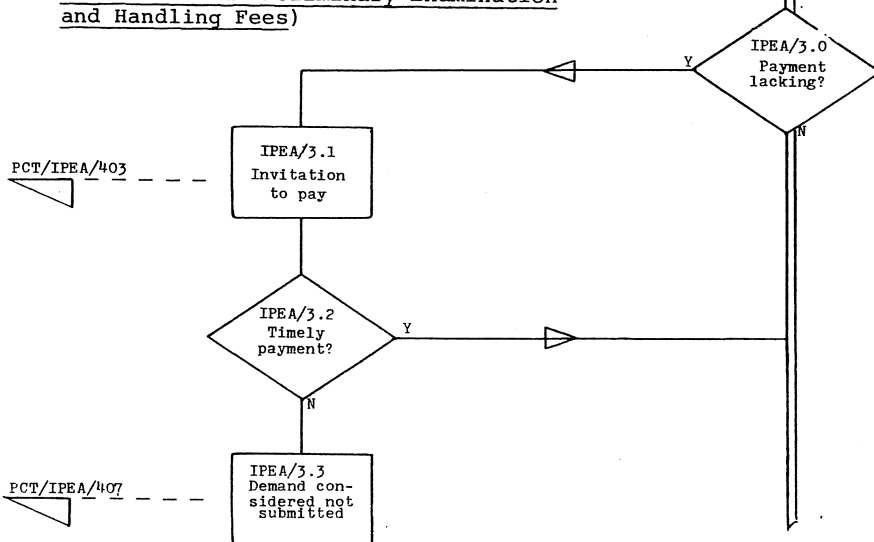 and Handling Fees)
IPEA/3.0
Payment
lacking?
Y
N
PCT/IPEA/403
IPEA/3.1
Invitation
to pay
IPEA/3.2
Timely
payment?
Y
N
PCT/IPEA/407
IPEA/3.3
Demand con-
sidered not
submitted